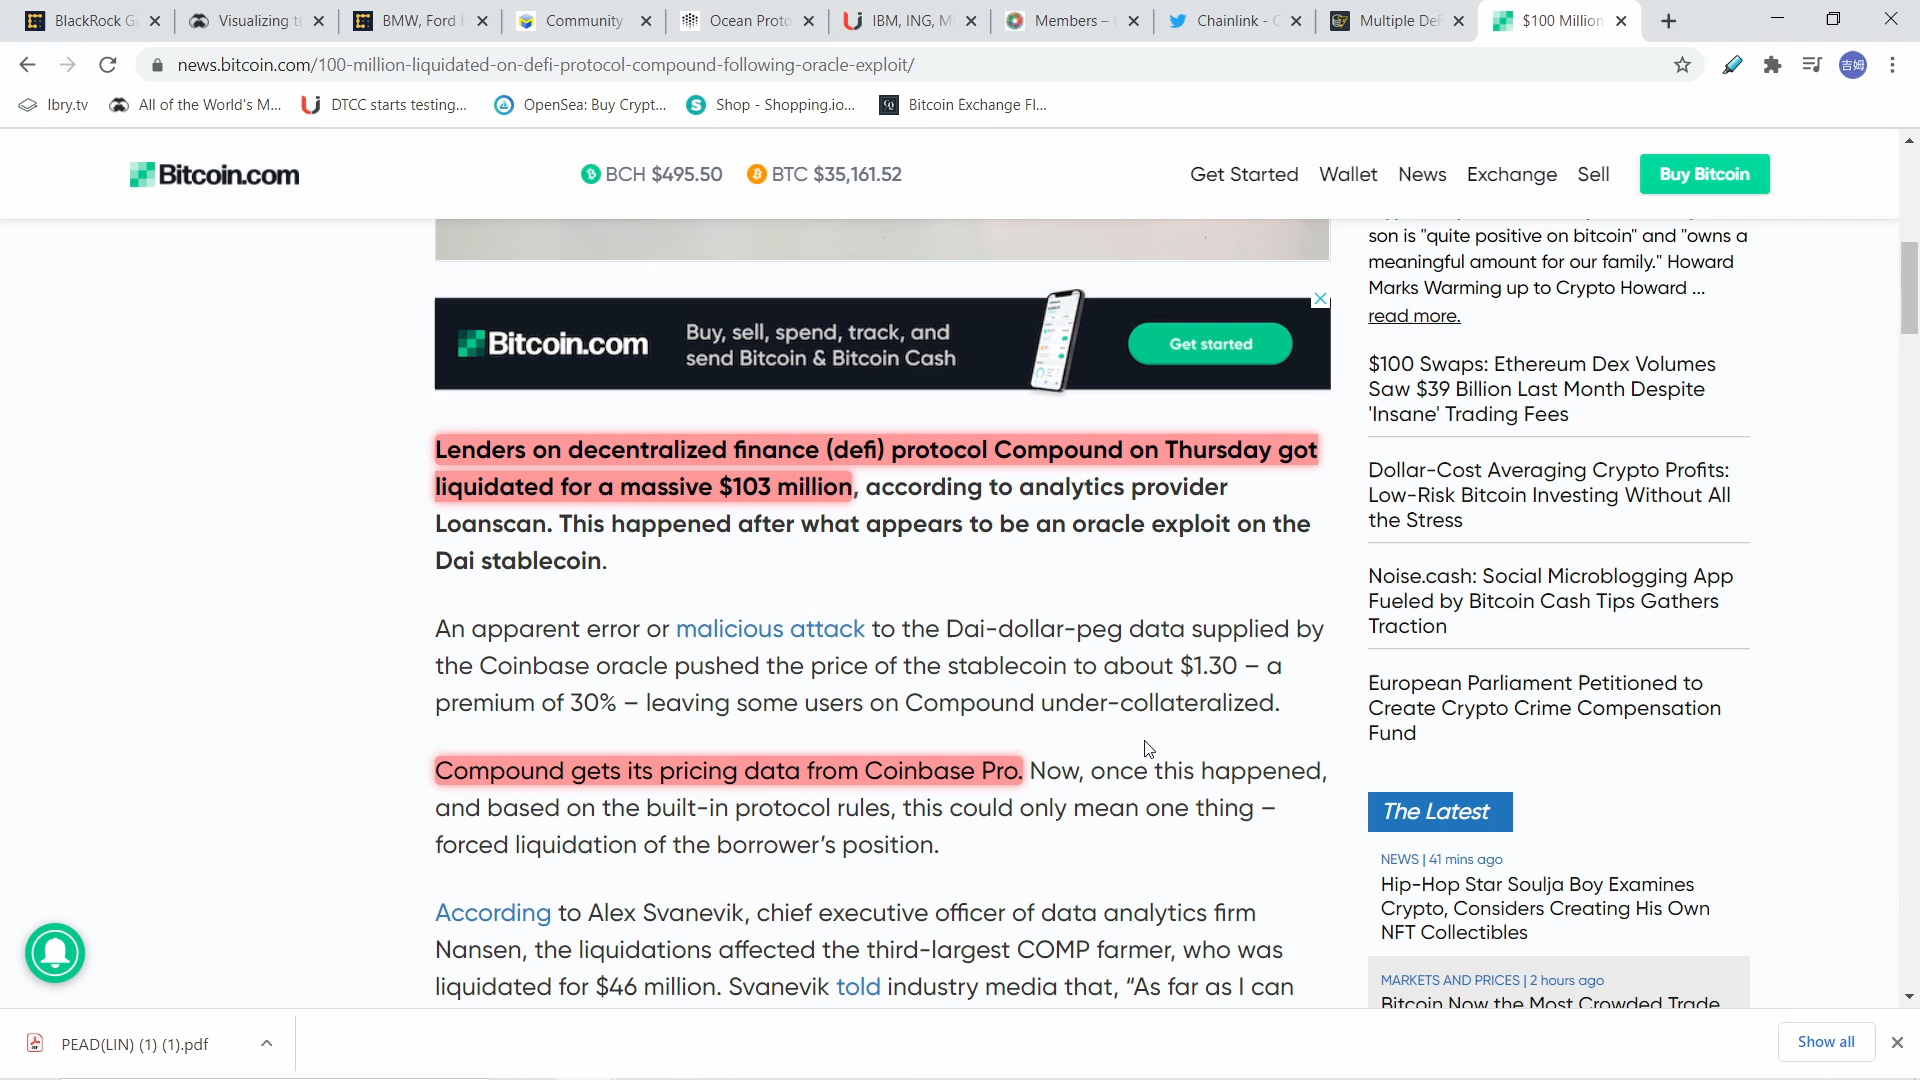 BlackRock G
Visualizing t
BMW, Ford
Community
Ocean Proto
IBM, ING, M
Members –
Chainlink -
Multiple DeF
$100 Million
news.bitcoin.com/100-million-liquidated-on-defi-protocol-compound-following-oracle-exploit/
吉姆
lbry.tv
All of the World's M...
DTCC starts testing...
OpenSea: Buy Crypt...
Shop - Shopping.io...
Bitcoin Exchange Fl...
Bitcoin.com
BCH $495.50
BTC $35,161.52
Get Started
Wallet
News
Exchange
Sell
Buy Bitcoin
Bitcoin.com
Buy, sell, spend, track, and
send Bitcoin & Bitcoin Cash
Get started
Lenders on decentralized finance (defi) protocol Compound on Thursday got
liquidated for a massive $103 million, according to analytics provider
Loanscan. This happened after what appears to be an oracle exploit on the
Dai stablecoin.
An apparent error or malicious attack to the Dai-dollar-peg data supplied by
the Coinbase oracle pushed the price of the stablecoin to about $1.30 – a
premium of 30% – leaving some users on Compound under-collateralized.
Compound gets its pricing data from Coinbase Pro. Now, once this happened,
and based on the built-in protocol rules, this could only mean one thing –
forced liquidation of the borrower's position.
According to Alex Svanevik, chief executive officer of data analytics firm
Nansen, the liquidations affected the third-largest COMP farmer, who was
liquidated for $46 million. Svanevik told industry media that, “As far as I can
son is "quite positive on bitcoin" and "owns a
meaningful amount for our family." Howard
Marks Warming up to Crypto Howard ...
read more.
$100 Swaps: Ethereum Dex Volumes
Saw $39 Billion Last Month Despite
'Insane' Trading Fees
Dollar-Cost Averaging Crypto Profits:
Low-Risk Bitcoin Investing Without All
the Stress
Noise.cash: Social Microblogging App
Fueled by Bitcoin Cash Tips Gathers
Traction
European Parliament Petitioned to
Create Crypto Crime Compensation
Fund
The Latest
NEWS | 41 mins ago
Hip-Hop Star Soulja Boy Examines
Crypto, Considers Creating His Own
NFT Collectibles
MARKETS AND PRICES | 2 hours ago
Bitcoin Now the Most Crowded Trade
PEAD(LIN) (1) (1).pdf
Show all